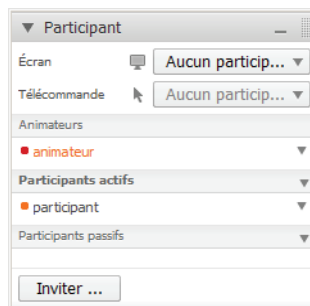 Participant
Écran Aucun particip...
Télécommande Aucun particip...
Animateurs
animateur
Participants actifs
participant
Participants passifs
Inviter ...